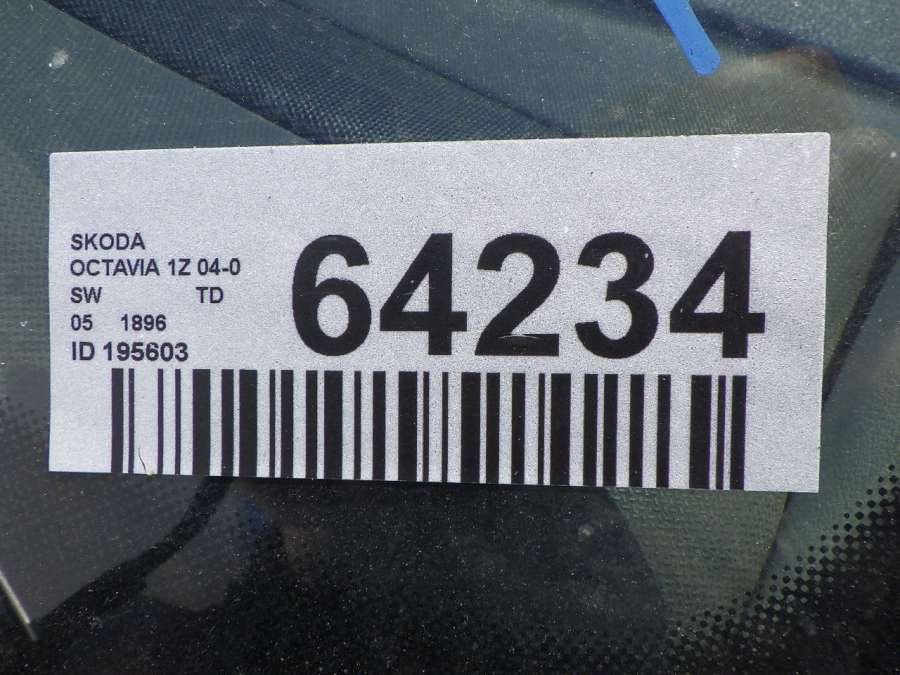 SKODA
OCTAVIA 1Z 04-0
SW TD
05 1896
ID 195603
64234